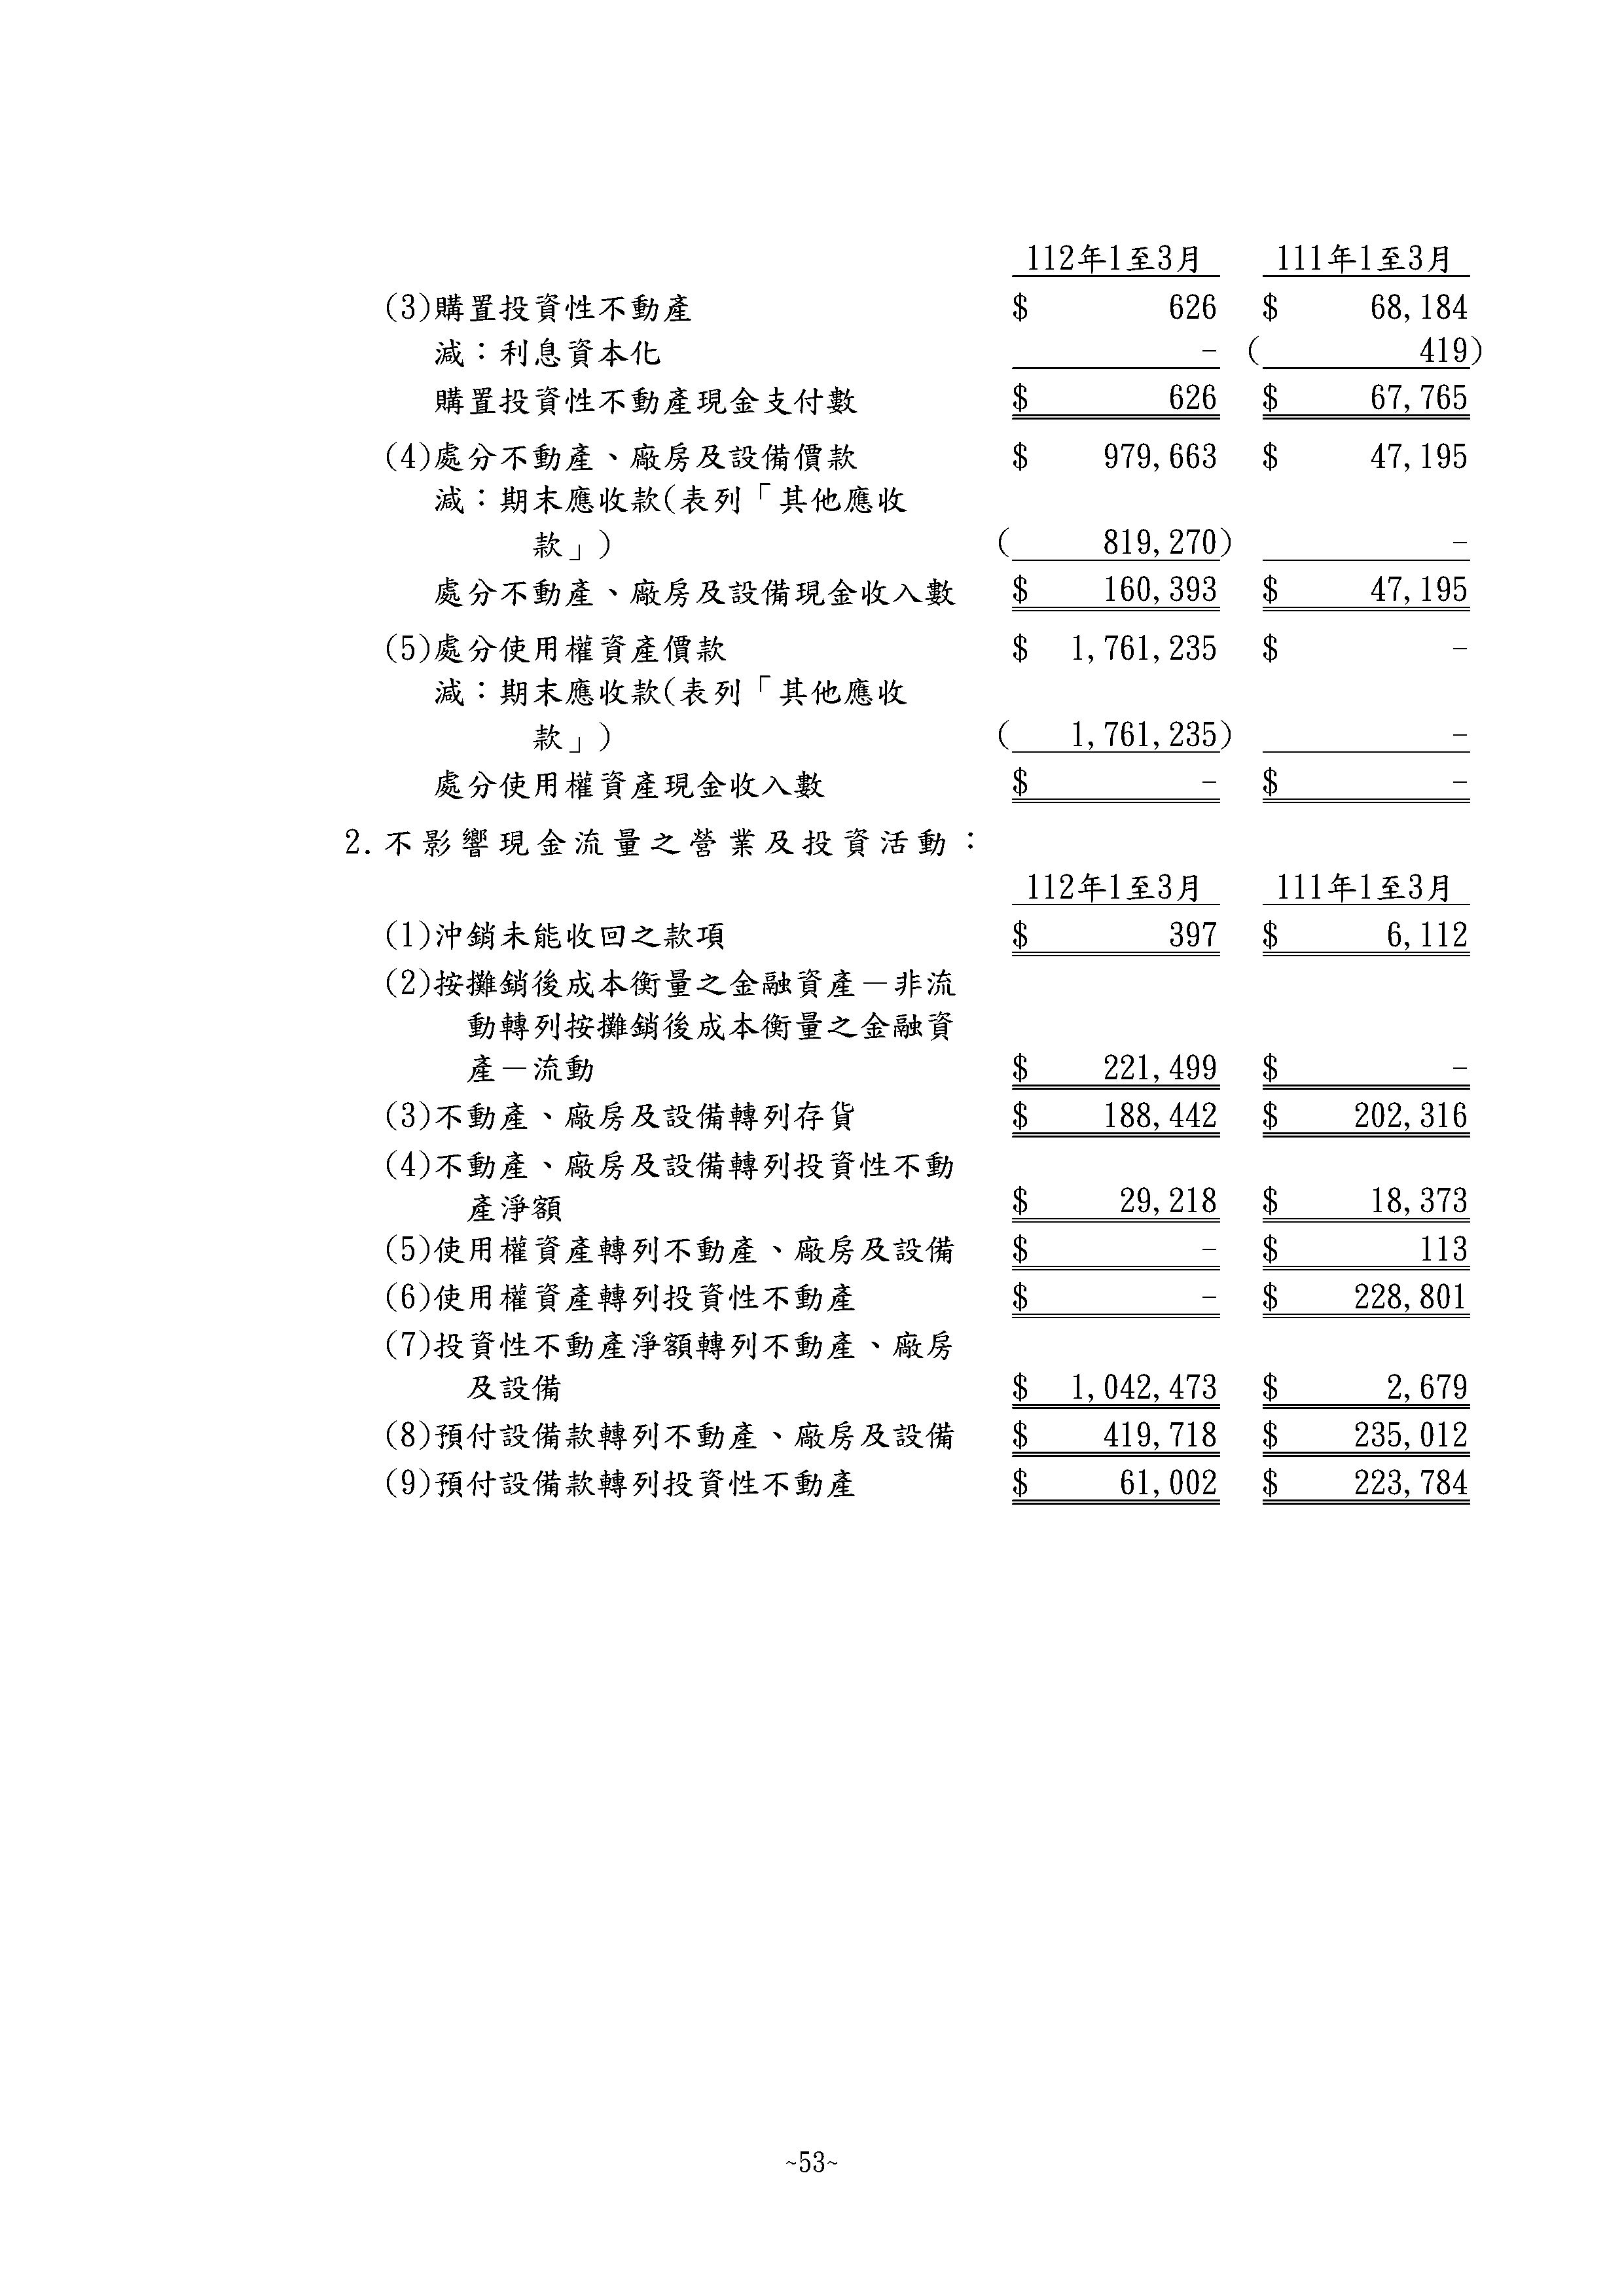 112年1至3月 111年1至3月
(3)購置投資性不動產 $ 626 $ 68,184
減：利息資本化 - ( 419)
購置投資性不動產現金支付數 $ 626 $ 67,765
(4)處分不動產、廠房及設備價款 $ 979,663 $ 47,195
減：期末應收款(表列「其他應收
款」) ( 819,270) -
處分不動產、廠房及設備現金收入數 $ 160,393 $ 47,195
(5)處分使用權資產價款 $ 1,761,235 $ -
減：期末應收款(表列「其他應收
款」) ( 1,761,235) -
處分使用權資產現金收入數 $ - $ -
2.不影響現金流量之營業及投資活動：
112年1至3月 111年1至3月
(1)沖銷未能收回之款項 $ 397 $ 6,112
(2)按攤銷後成本衡量之金融資產－非流
動轉列按攤銷後成本衡量之金融資
產－流動 $ 221,499 $ -
(3)不動產、廠房及設備轉列存貨 $ 188,442 $ 202,316
(4)不動產、廠房及設備轉列投資性不動
產淨額 $ 29,218 $ 18,373
(5)使用權資產轉列不動產、廠房及設備 $ - $ 113
(6)使用權資產轉列投資性不動產 $ - $ 228,801
(7)投資性不動產淨額轉列不動產、廠房
及設備 $ 1,042,473 $ 2,679
(8)預付設備款轉列不動產、廠房及設備 $ 419,718 $ 235,012
(9)預付設備款轉列投資性不動產 $ 61,002 $ 223,784
~53~